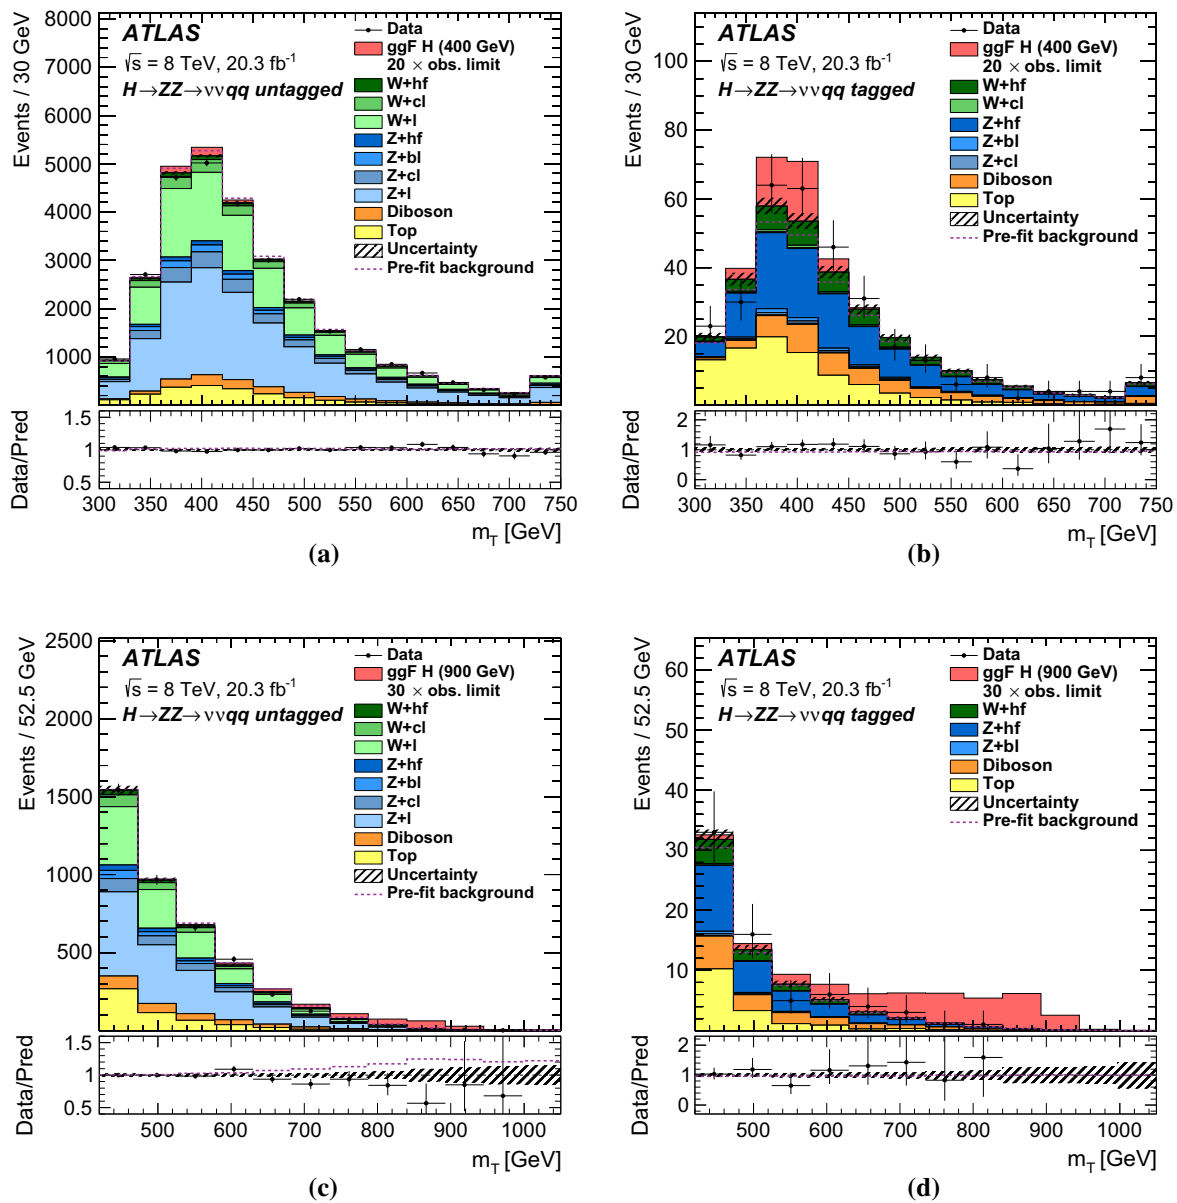 8000
7000
6000
5000
4000
3000
2000
1000
Events / 30 GeV
ATLAS
√s = 8 TeV, 20.3 fb⁻¹
H→ZZ→ννqq untagged
Data
ggF H (400 GeV)
20 × obs. limit
W+hf
W+cl
W+l
Z+hf
Z+bl
Z+cl
Z+l
Diboson
Top
Uncertainty
Pre-fit background
Data/Pred
1.5
1
0.5
300 350 400 450 500 550 600 650 700 750
m_T [GeV]
(a)
100
80
60
40
20
Events / 30 GeV
ATLAS
√s = 8 TeV, 20.3 fb⁻¹
H→ZZ→ννqq tagged
Data
ggF H (400 GeV)
20 × obs. limit
W+hf
W+cl
Z+hf
Z+bl
Z+cl
Diboson
Top
Uncertainty
Pre-fit background
Data/Pred
2
1
0
300 350 400 450 500 550 600 650 700 750
m_T [GeV]
(b)
2500
2000
1500
1000
500
Events / 52.5 GeV
ATLAS
√s = 8 TeV, 20.3 fb⁻¹
H→ZZ→ννqq untagged
Data
ggF H (900 GeV)
30 × obs. limit
W+hf
W+cl
W+l
Z+hf
Z+bl
Z+cl
Z+l
Diboson
Top
Uncertainty
Pre-fit background
Data/Pred
1.5
1
0.5
500 600 700 800 900 1000
m_T [GeV]
(c)
60
50
40
30
20
10
Events / 52.5 GeV
ATLAS
√s = 8 TeV, 20.3 fb⁻¹
H→ZZ→ννqq tagged
Data
ggF H (900 GeV)
30 × obs. limit
W+hf
Z+hf
Z+bl
Diboson
Top
Uncertainty
Pre-fit background
Data/Pred
2
1
0
500 600 700 800 900 1000
m_T [GeV]
(d)